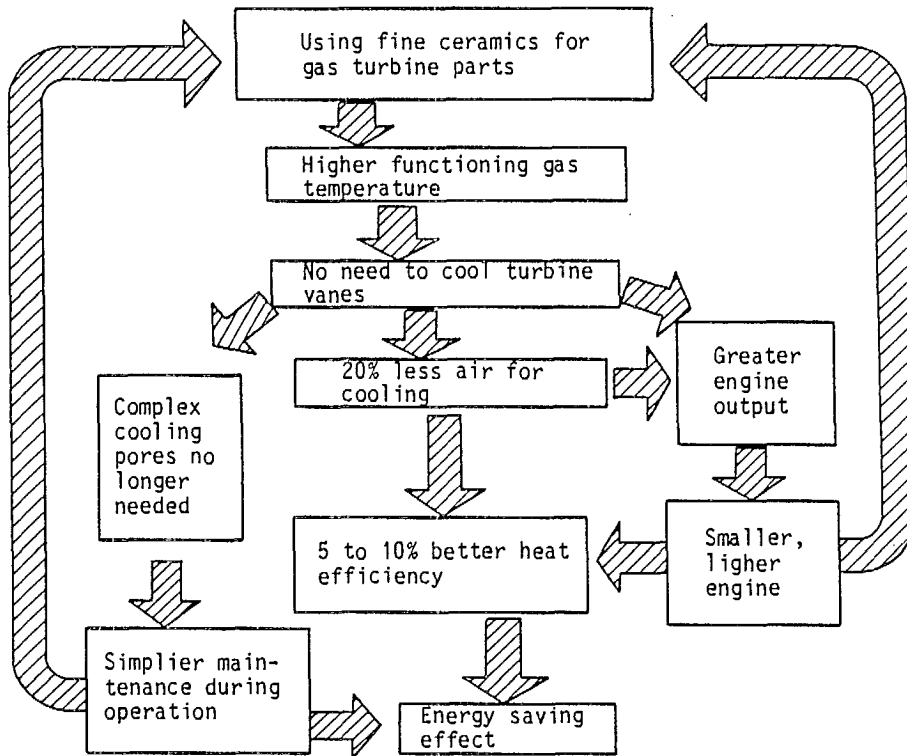 Using fine ceramics for
gas turbine parts
Higher functioning gas
temperature
No need to cool turbine
vanes
20% less air for
cooling
Greater
engine
output
Complex
cooling
pores no
longer
needed
5 to 10% better heat
efficiency
Smaller,
ligher
engine
Simplier main-
tenance during
operation
Energy saving
effect